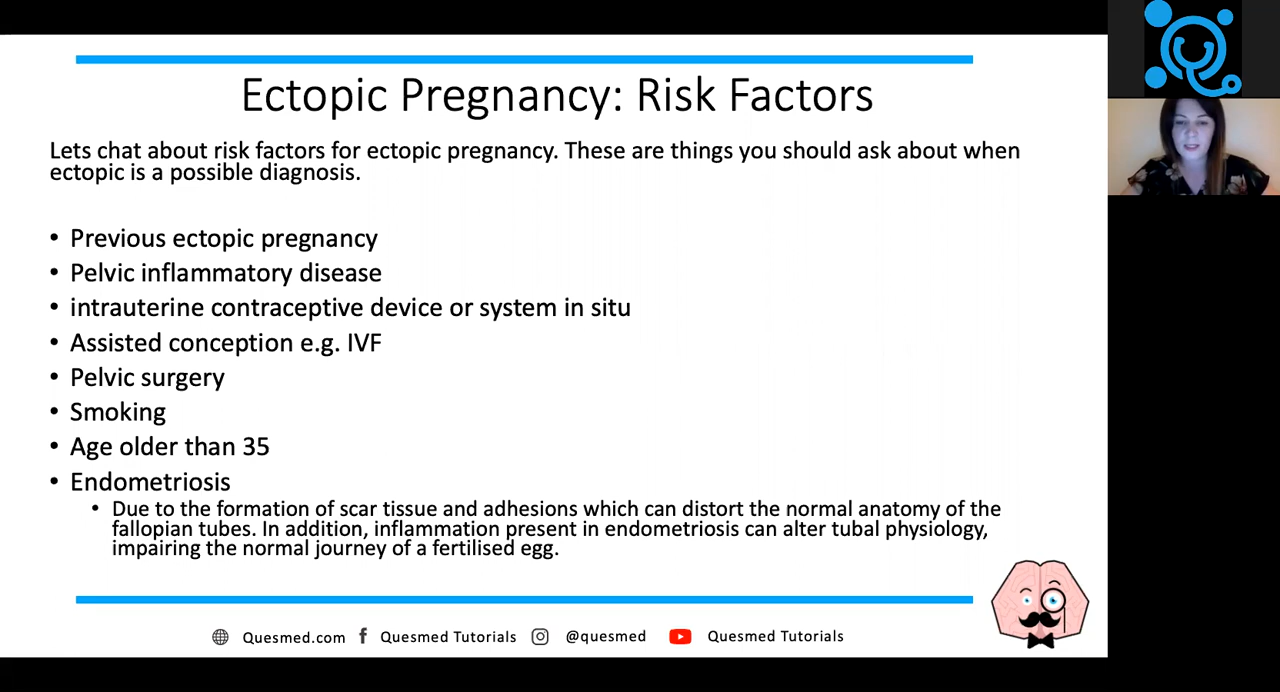 Ectopic Pregnancy: Risk Factors
Lets chat about risk factors for ectopic pregnancy. These are things you should ask about when
ectopic is a possible diagnosis.
• Previous ectopic pregnancy
• Pelvic inflammatory disease
• intrauterine contraceptive device or system in situ
• Assisted conception e.g. IVF
• Pelvic surgery
• Smoking
• Age older than 35
• Endometriosis
• Due to the formation of scar tissue and adhesions which can distort the normal anatomy of the
fallopian tubes. In addition, inflammation present in endometriosis can alter tubal physiology,
impairing the normal journey of a fertilised egg.
Quesmed.com Quesmed Tutorials @quesmed Quesmed Tutorials